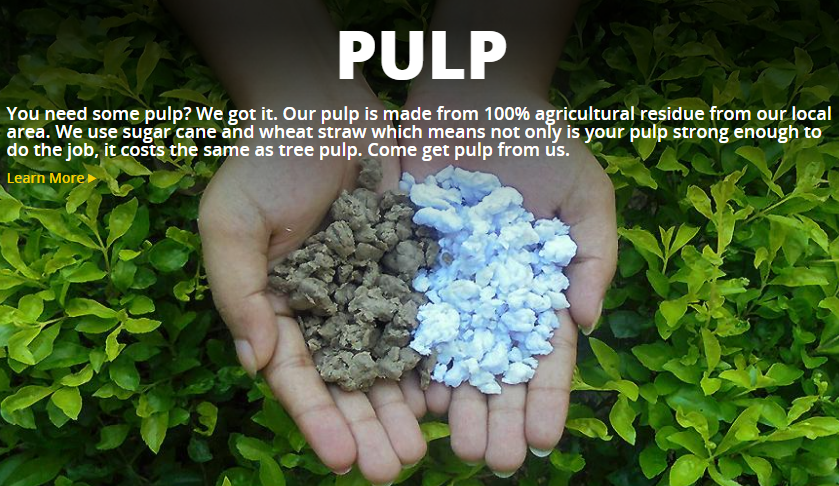 PULP
You need some pulp? We got it. Our pulp is made from 100% agricultural residue from our local
area. We use sugar cane and wheat straw which means not only is your pulp strong enough to
do the job, it costs the same as tree pulp. Come get pulp from us.
Learn More ▶